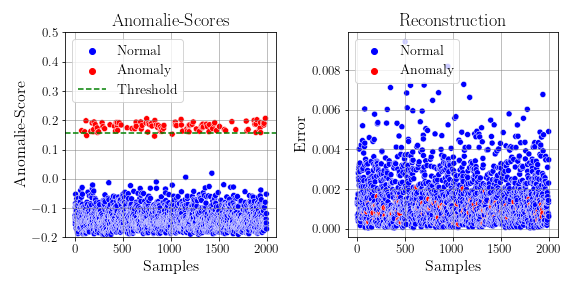 Anomalie-Scores
Anomalie-Score
0.5
0.4
0.3
0.2
0.1
0.0
−0.1
−0.2
Normal
Anomaly
Threshold
0
500
1000
1500
2000
Samples
Reconstruction
Error
0.008
0.006
0.004
0.002
0.000
Normal
Anomaly
0
500
1000
1500
2000
Samples